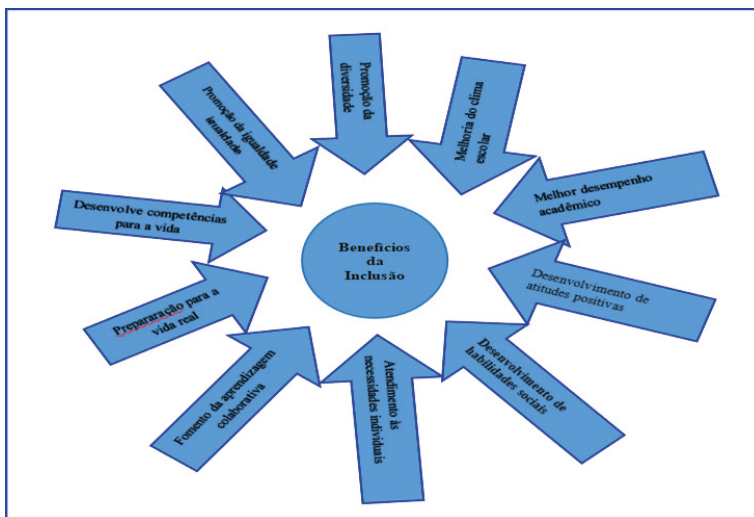 Promoção da
diversidade
Melhoria do clima
escolar
Melhor desempenho
acadêmico
Desenvolvimento de
atitudes positivas
Desenvolvimento de
habilidades sociais
Atendimento às
necessidades individuais
Fomento da aprendizagem
colaborativa
Prepararação para a
vida real
Desenvolve competências
para a vida
Promoção da igualdade
igualdade
Beneficios
da
Inclusão